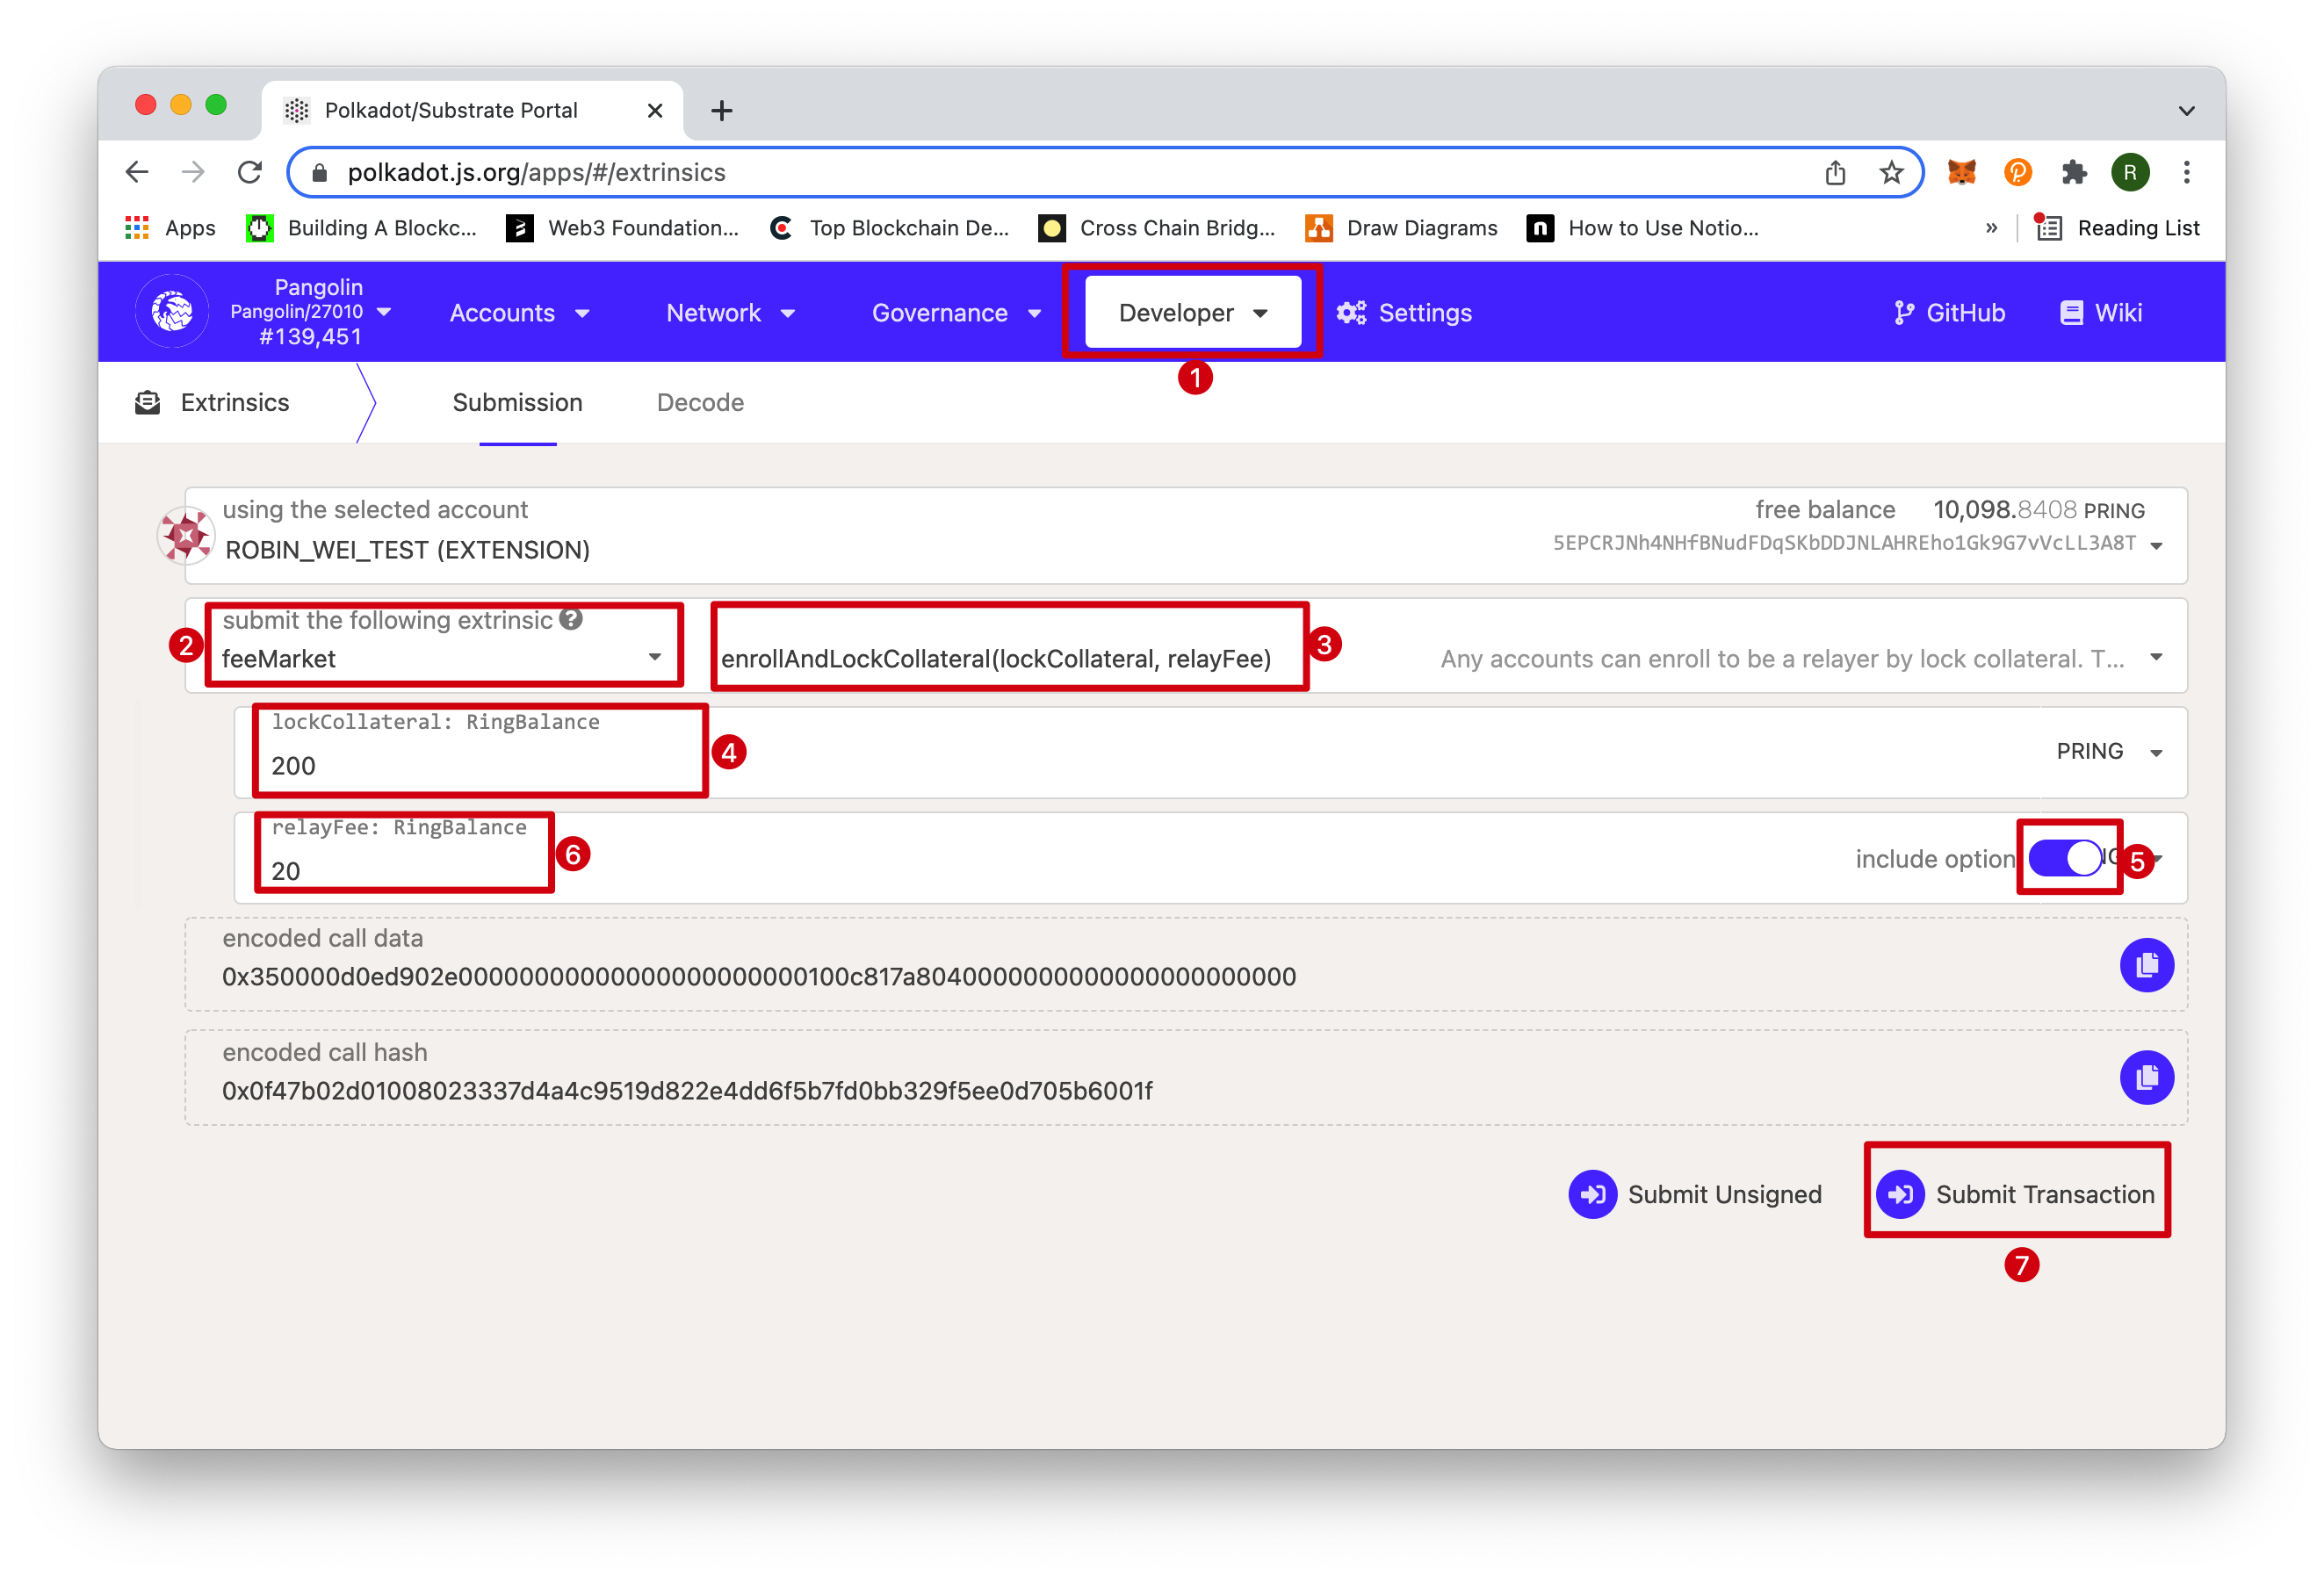 Polkadot/Substrate Portal
polkadot.js.org/apps/#/extrinsics
R
Apps
Building A Blockc...
Web3 Foundation...
Top Blockchain De...
Cross Chain Bridg...
Draw Diagrams
How to Use Notio...
»
Reading List
Pangolin
Pangolin/27010
#139,451
Accounts
Network
Governance
Developer
Settings
GitHub
Wiki
1
Extrinsics
Submission
Decode
using the selected account
ROBIN_WEI_TEST (EXTENSION)
free balance 10,098.8408 PRING
5EPCRJNh4NHfBNudFDqSKbDDJNLAHREho1Gk9G7vVcLL3A8T
2
submit the following extrinsic ?
feeMarket
enrollAndLockCollateral(lockCollateral, relayFee)
3
Any accounts can enroll to be a relayer by lock collateral. T...
lockCollateral: RingBalance
200
4
PRING
relayFee: RingBalance
20
6
include option
5
encoded call data
0x350000d0ed902e000000000000000000000000100c817a8040000000000000000000000
encoded call hash
0x0f47b02d01008023337d4a4c9519d822e4dd6f5b7fd0bb329f5ee0d705b6001f
Submit Unsigned
Submit Transaction
7